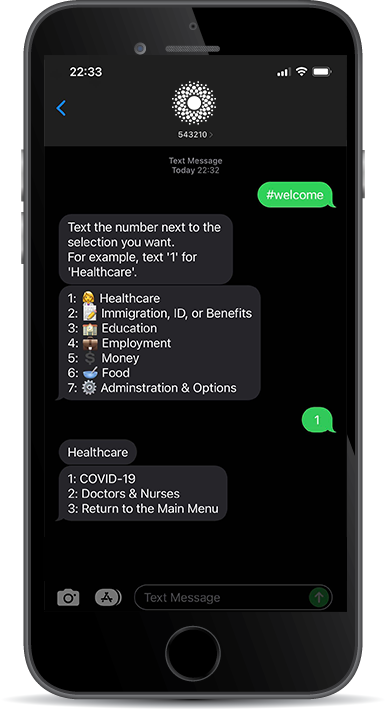 22:33
543210 >
Text Message
Today 22:32
#welcome
Text the number next to the
selection you want.
For example, text '1' for
'Healthcare'.
1: 👩‍⚕️ Healthcare
2: 📝 Immigration, ID, or Benefits
3: 🏫 Education
4: 💼 Employment
5: 💲 Money
6: 🥣 Food
7: ⚙️ Adminstration & Options
1
Healthcare
1: COVID-19
2: Doctors & Nurses
3: Return to the Main Menu
Text Message